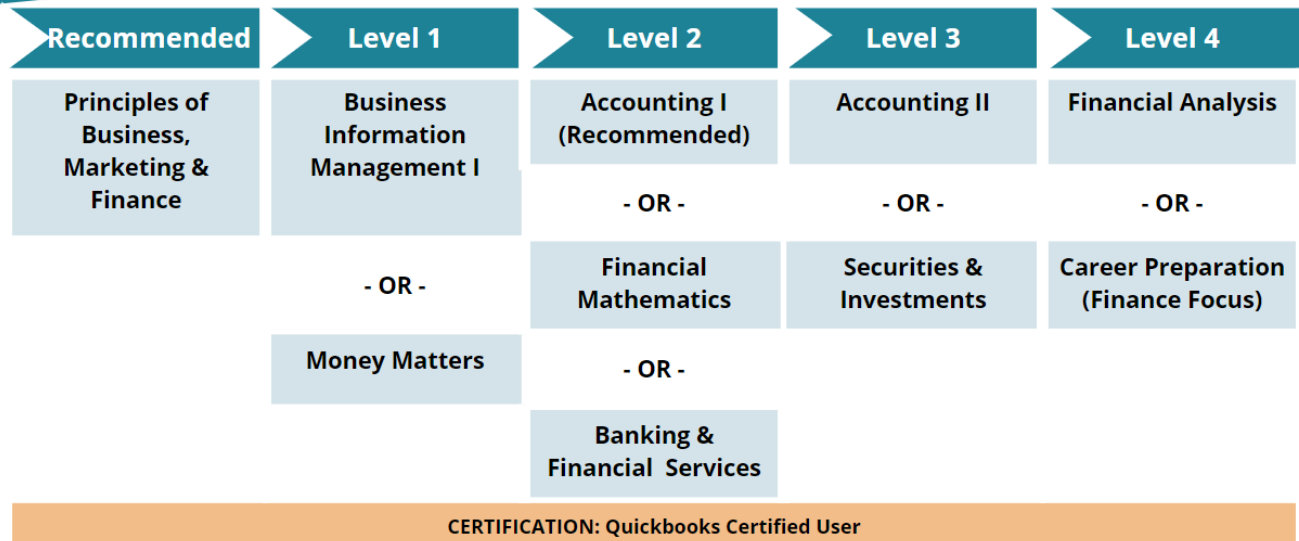 Recommended
Level 1
Level 2
Level 3
Level 4
Principles of
Business,
Marketing &
Finance
Business
Information
Management I
- OR -
Money Matters
Accounting I
(Recommended)
- OR -
Financial
Mathematics
- OR -
Banking &
Financial Services
Accounting II
- OR -
Securities &
Investments
Financial Analysis
- OR -
Career Preparation
(Finance Focus)
CERTIFICATION: Quickbooks Certified User